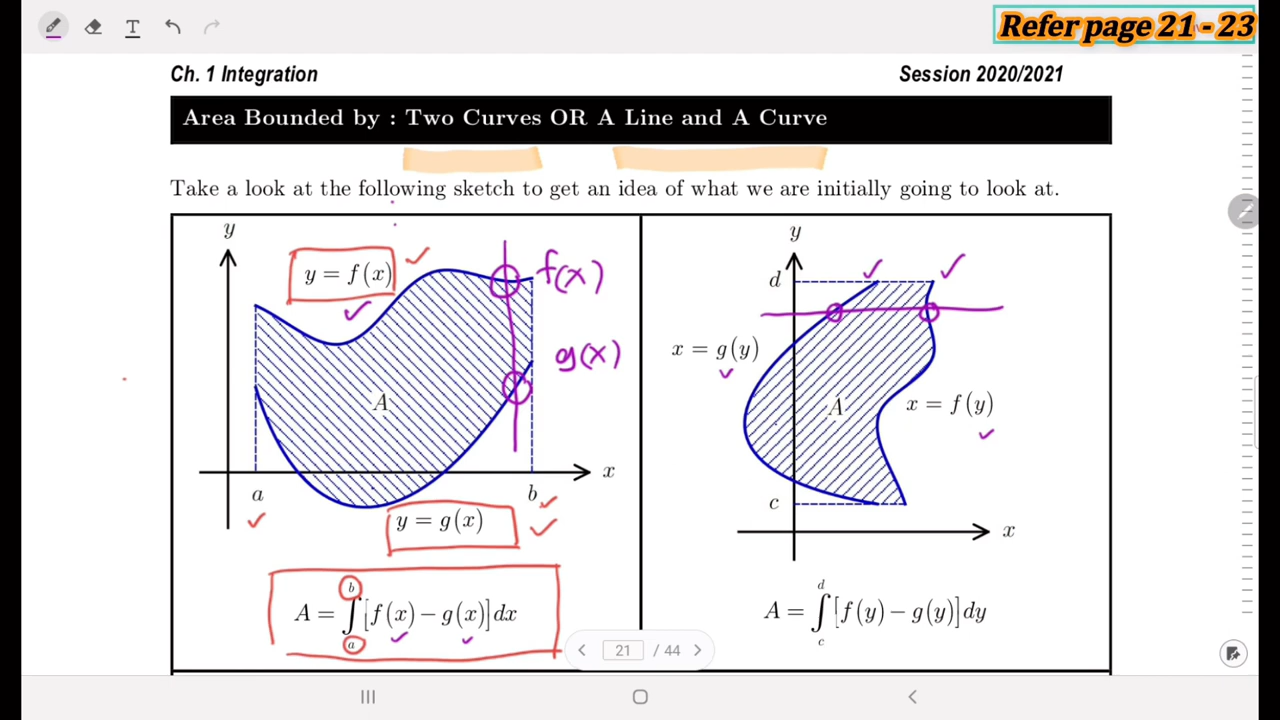 Refer page 21 - 23
Ch. 1 Integration
Session 2020/2021
Area Bounded by : Two Curves OR A Line and A Curve
Take a look at the following sketch to get an idea of what we are initially going to look at.
y
y = f(x)
f(x)
g(x)
A
x
a
b
y = g(x)
A = ∫_a^b [f(x) − g(x)]dx
y
d
x = g(y)
A
x = f(y)
c
x
A = ∫_c^d [f(y) − g(y)]dy
21 / 44